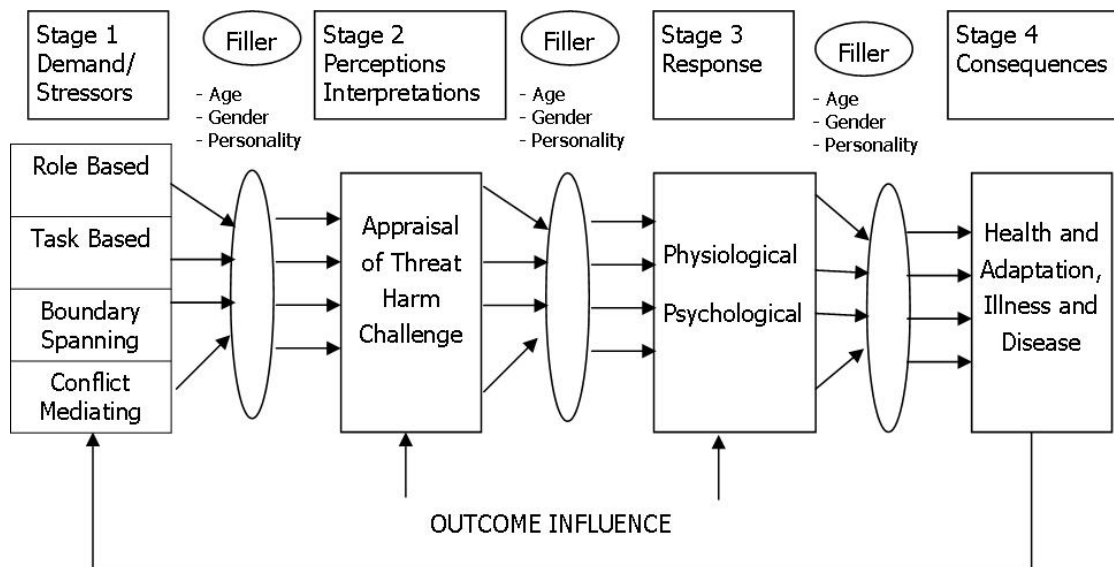 Stage 1
Demand/
Stressors
Filler
- Age
- Gender
- Personality
Stage 2
Perceptions
Interpretations
Filler
- Age
- Gender
- Personality
Stage 3
Response
Filler
- Age
- Gender
- Personality
Stage 4
Consequences
Role Based
Task Based
Boundary
Spanning
Conflict
Mediating
Appraisal
of Threat
Harm
Challenge
Physiological
Psychological
Health and
Adaptation,
Illness and
Disease
OUTCOME INFLUENCE